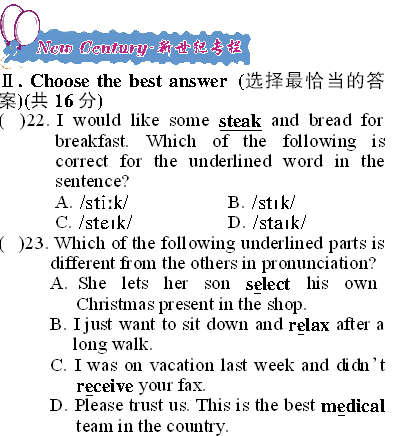 New Century·新世纪专栏
Ⅱ. Choose the best answer (选择最恰当的答
案)(共 16 分)
( )22. I would like some steak and bread for
breakfast. Which of the following is
correct for the underlined word in the
sentence?
A. /stiːk/ B. /stɪk/
C. /steɪk/ D. /staɪk/
( )23. Which of the following underlined parts is
different from the others in pronunciation?
A. She lets her son select his own
Christmas present in the shop.
B. I just want to sit down and relax after a
long walk.
C. I was on vacation last week and didn't
receive your fax.
D. Please trust us. This is the best medical
team in the country.